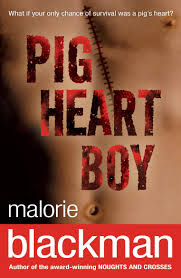 What if your only chance of survival was a pig's heart?
PIG
HEART
BOY
malorie
blackman
Author of the award-winning NOUGHTS AND CROSSES